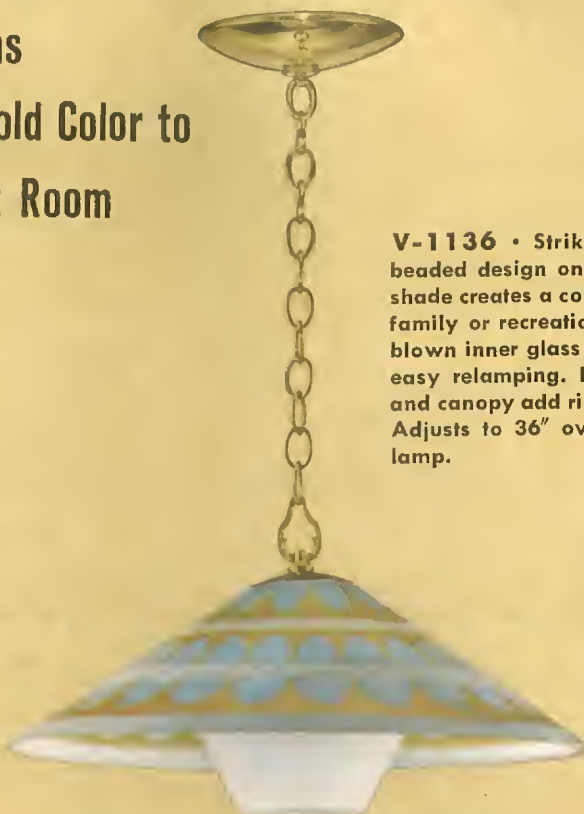 old Color to
Room
V-1136 • Strik
beaded design on
shade creates a co
family or recreatio
blown inner glass
easy relamping.
and canopy add ri
Adjusts to 36" ov
lamp.